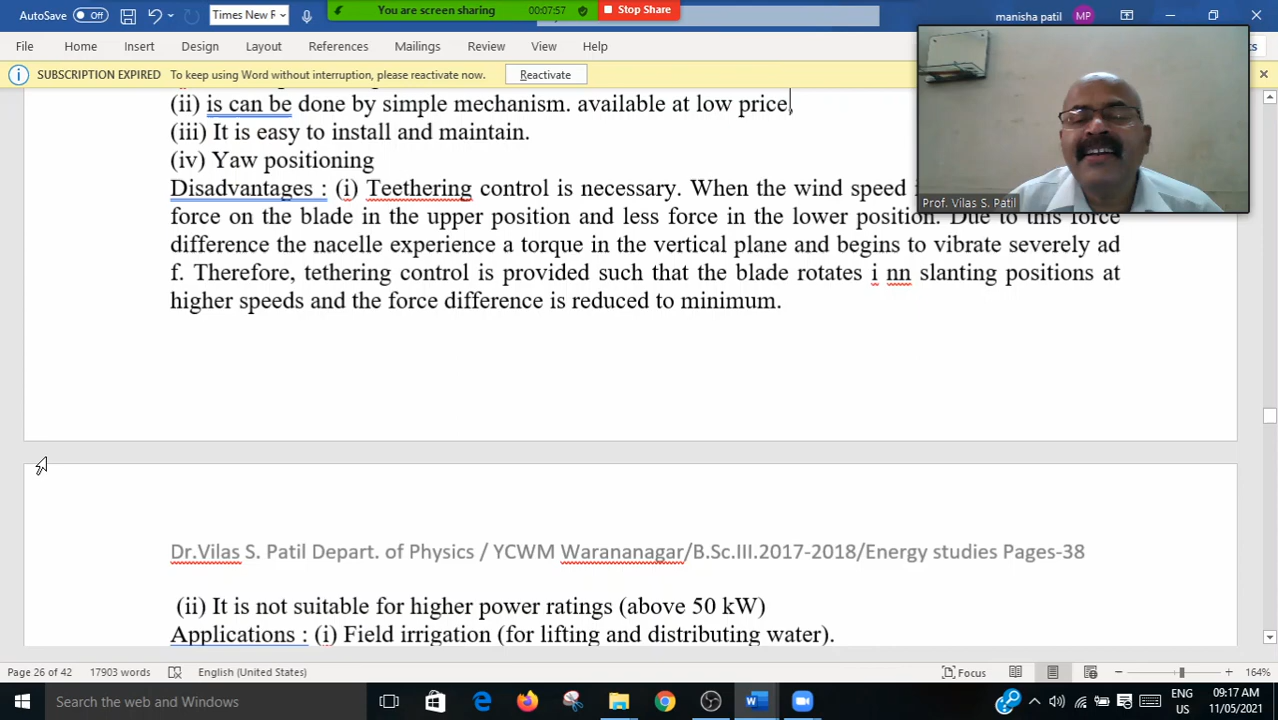 AutoSave Off Times New R You are screen sharing 00:07:57 Stop Share manisha patil MP
File Home Insert Design Layout References Mailings Review View Help
SUBSCRIPTION EXPIRED To keep using Word without interruption, please reactivate now. Reactivate
(ii) is can be done by simple mechanism. available at low price,
(iii) It is easy to install and maintain.
(iv) Yaw positioning
Disadvantages : (i) Teethering control is necessary. When the wind speed
force on the blade in the upper position and less force in the lower position. Due to this force
difference the nacelle experience a torque in the vertical plane and begins to vibrate severely ad
f. Therefore, tethering control is provided such that the blade rotates i nn slanting positions at
higher speeds and the force difference is reduced to minimum.
Prof. Vilas S. Patil
Dr.Vilas S. Patil Depart. of Physics / YCWM Warananagar/B.Sc.III.2017-2018/Energy studies Pages-38
(ii) It is not suitable for higher power ratings (above 50 kW)
Applications : (i) Field irrigation (for lifting and distributing water).
Page 26 of 42 17903 words English (United States) Focus 164%
Search the web and Windows ENG US 09:17 AM 11/05/2021